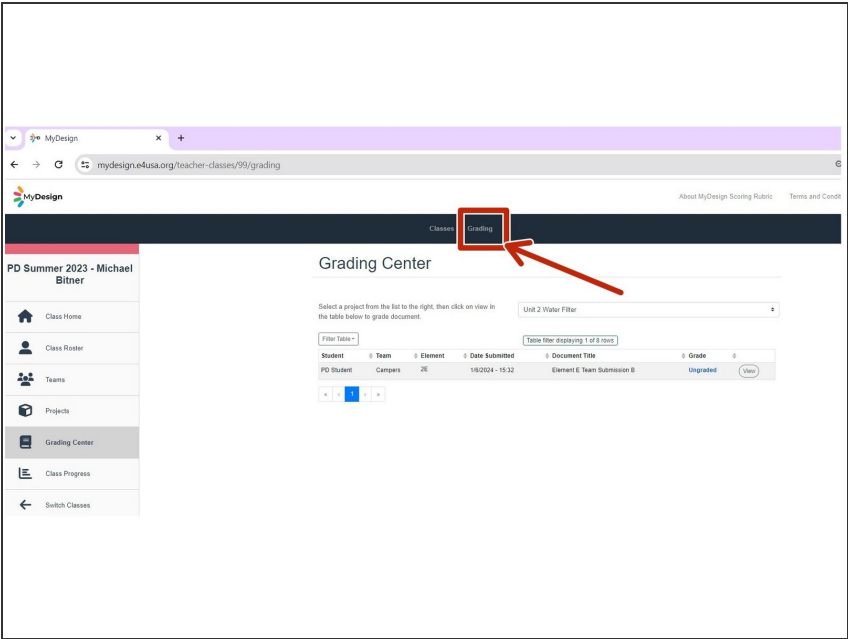 MyDesign
mydesign.e4usa.org/teacher-classes/99/grading
MyDesign
About MyDesign Scoring Rubric Terms and Condit
Classes Grading
PD Summer 2023 - Michael
Bitner
Class Home
Class Roster
Teams
Projects
Grading Center
Class Progress
Switch Classes
Grading Center
Select a project from the list to the right, then click on view in
the table below to grade document.
Unit 2 Water Filter
Filter Table
Table filter displaying 1 of 8 rows
Student Team Element Date Submitted Document Title Grade
PD Student Campers 2E 1/6/2024 - 15:32 Element E Team Submission B Ungraded View
« ‹ 1 › »